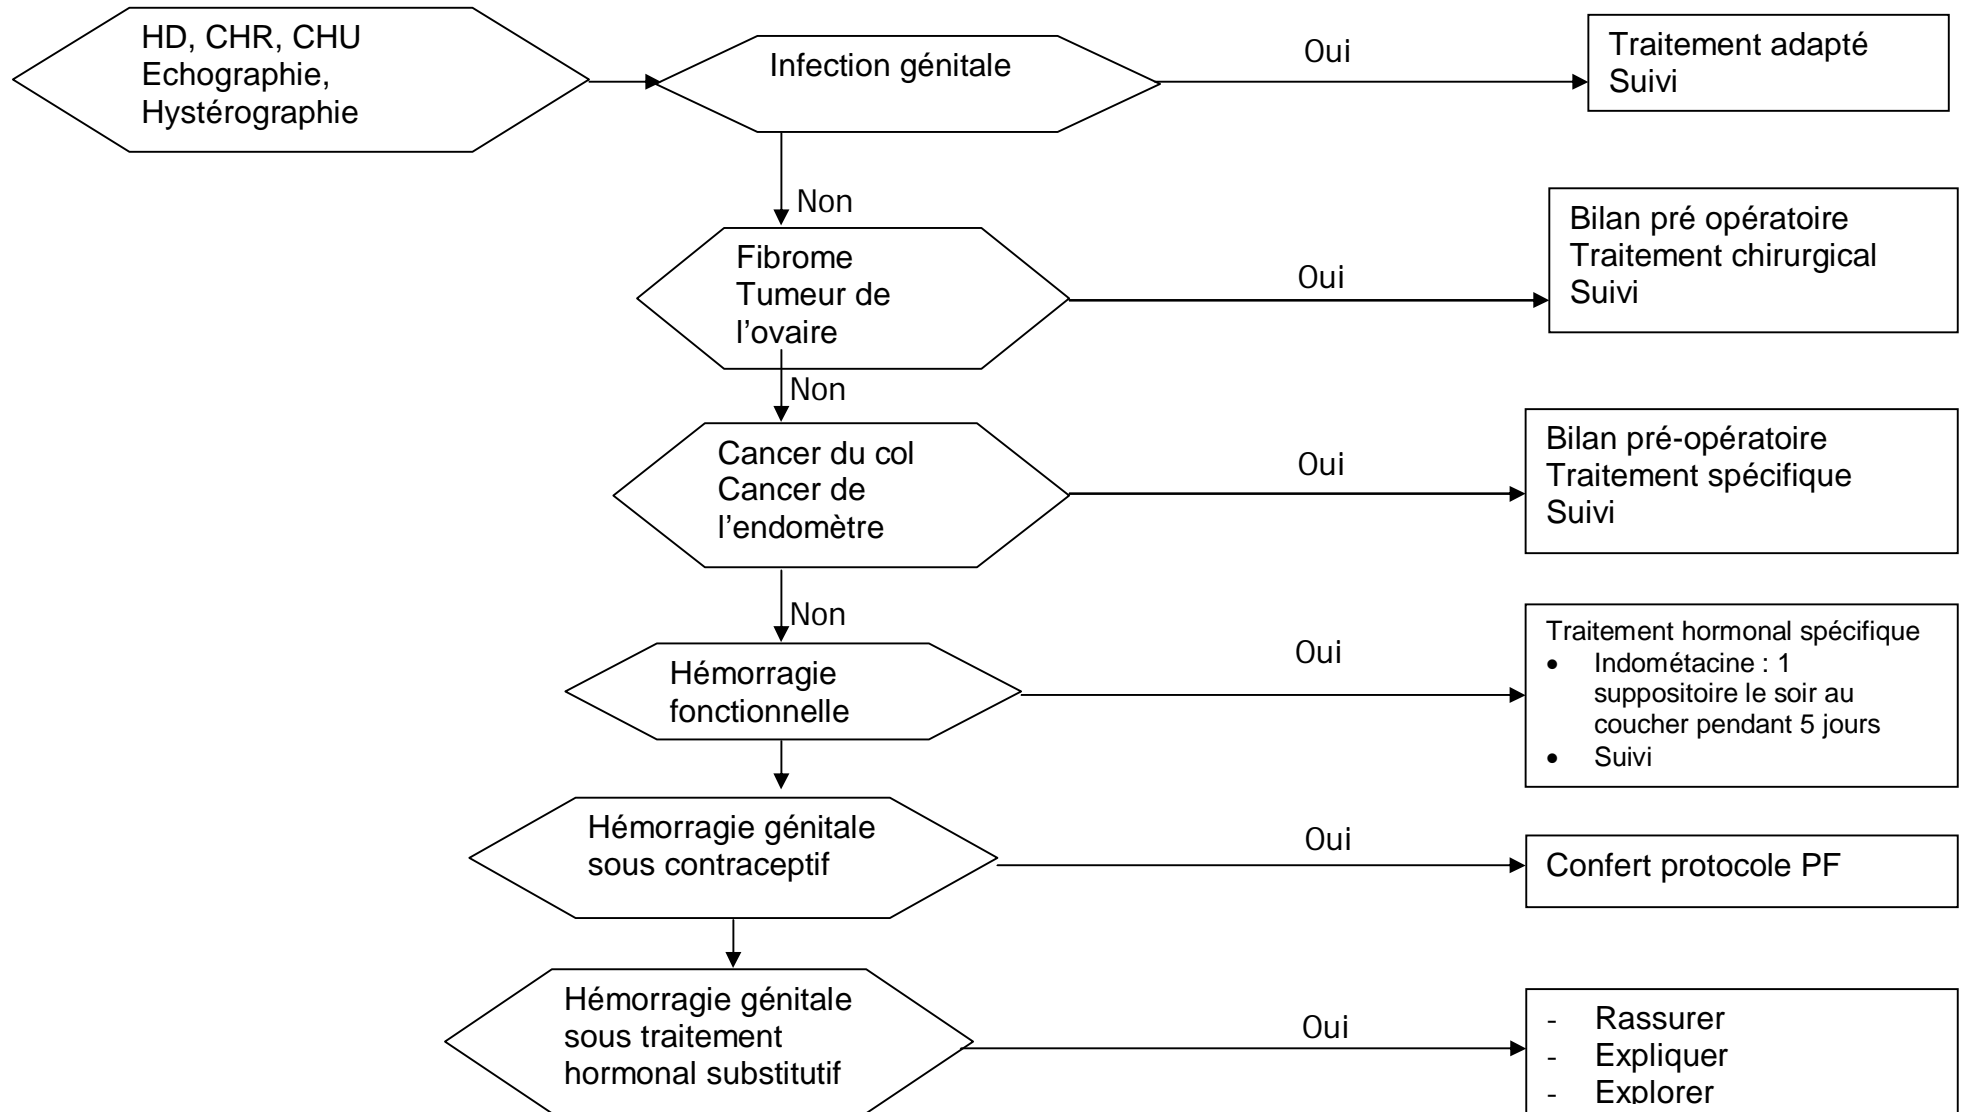 HD, CHR, CHU
Echographie,
Hystérographie
Infection génitale
Oui
Traitement adapté
Suivi
Non
Fibrome
Tumeur de
l’ovaire
Oui
Bilan pré opératoire
Traitement chirurgical
Suivi
Non
Cancer du col
Cancer de
l’endomètre
Oui
Bilan pré-opératoire
Traitement spécifique
Suivi
Non
Hémorragie
fonctionnelle
Oui
Traitement hormonal spécifique
• Indométacine : 1
suppositoire le soir au
coucher pendant 5 jours
• Suivi
Hémorragie génitale
sous contraceptif
Oui
Confert protocole PF
Hémorragie génitale
sous traitement
hormonal substitutif
Oui
- Rassurer
- Expliquer
- Explorer